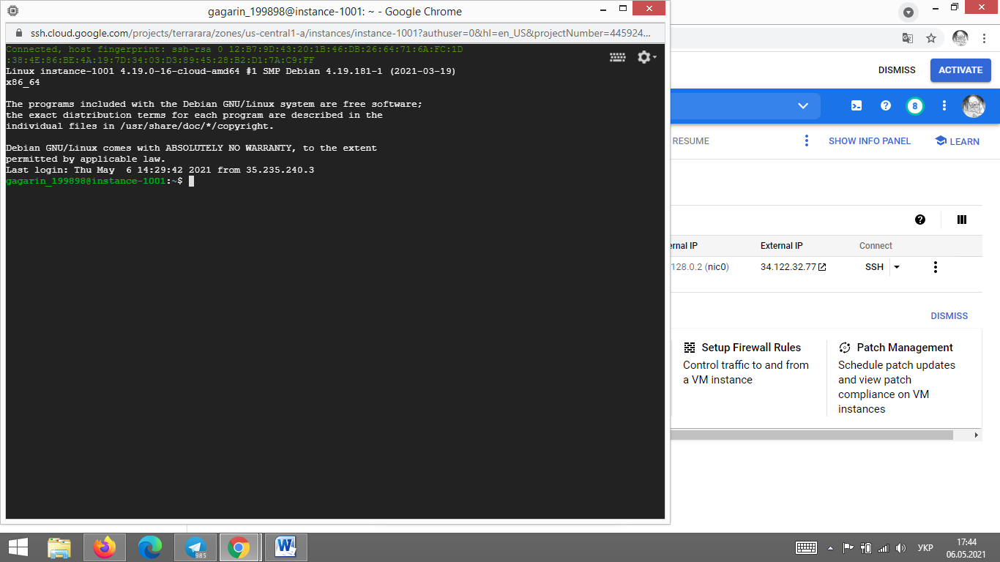 gagarin_199898@instance-1001: ~ - Google Chrome
ssh.cloud.google.com/projects/terrarara/zones/us-central1-a/instances/instance-1001?authuser=0&hl=en_US&projectNumber=445924...
Connected, host fingerprint: ssh-rsa 0 12:B7:9D:43:20:1B:46:DB:26:64:71:6A:FC:1D
:38:4E:86:BE:4A:19:7D:34:03:D3:89:45:28:B2:D1:7A:C9:FF
Linux instance-1001 4.19.0-16-cloud-amd64 #1 SMP Debian 4.19.181-1 (2021-03-19)
x86_64
The programs included with the Debian GNU/Linux system are free software;
the exact distribution terms for each program are described in the
individual files in /usr/share/doc/*/copyright.
Debian GNU/Linux comes with ABSOLUTELY NO WARRANTY, to the extent
permitted by applicable law.
Last login: Thu May  6 14:29:42 2021 from 35.235.240.3
gagarin_199898@instance-1001:~$
DISMISS
ACTIVATE
8
RESUME
SHOW INFO PANEL
LEARN
ernal IP
External IP
Connect
128.0.2 (nic0)
34.122.32.77
SSH
DISMISS
Setup Firewall Rules
Control traffic to and from
a VM instance
Patch Management
Schedule patch updates
and view patch
compliance on VM
instances
985
УКР
17:44
06.05.2021